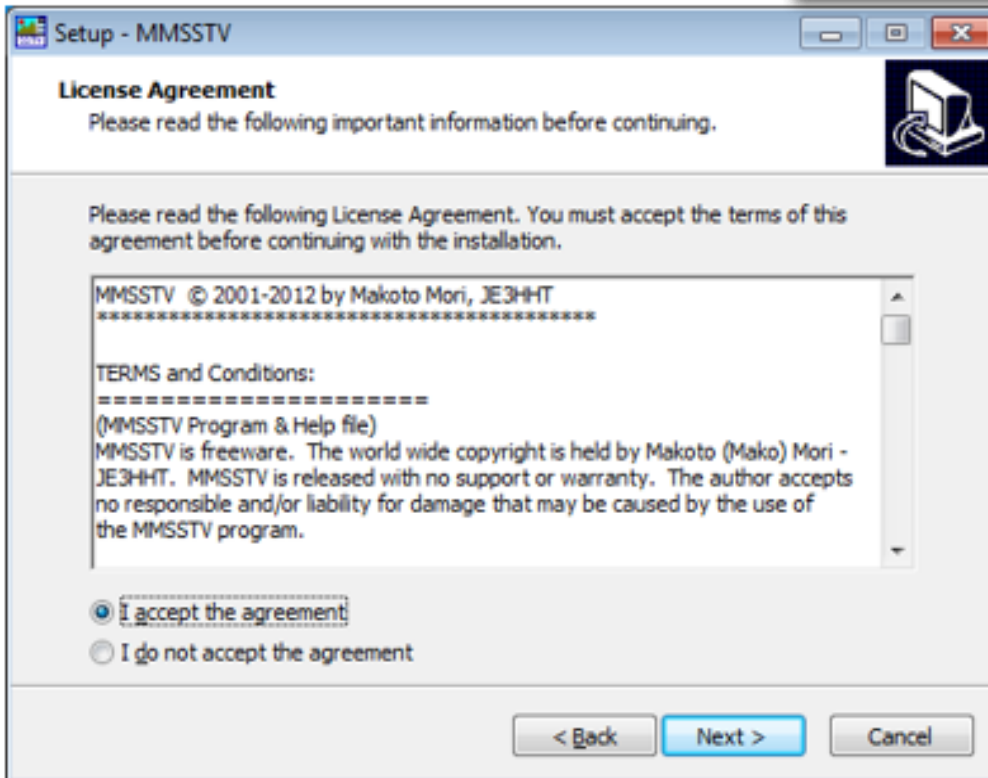 Setup - MMSSTV
License Agreement
Please read the following important information before continuing.
Please read the following License Agreement. You must accept the terms of this
agreement before continuing with the installation.
MMSSTV © 2001-2012 by Makoto Mori, JE3HHT
******************************************
TERMS and Conditions:
======================
(MMSSTV Program & Help file)
MMSSTV is freeware. The world wide copyright is held by Makoto (Mako) Mori -
JE3HHT. MMSSTV is released with no support or warranty. The author accepts
no responsible and/or liability for damage that may be caused by the use of
the MMSSTV program.
I accept the agreement
I do not accept the agreement
< Back Next > Cancel